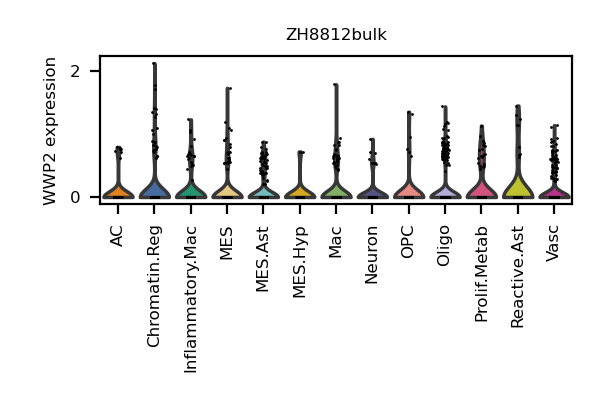 ZH8812bulk
WWP2 expression
2
0
AC
Chromatin.Reg
Inflammatory.Mac
MES
MES.Ast
MES.Hyp
Mac
Neuron
OPC
Oligo
Prolif.Metab
Reactive.Ast
Vasc